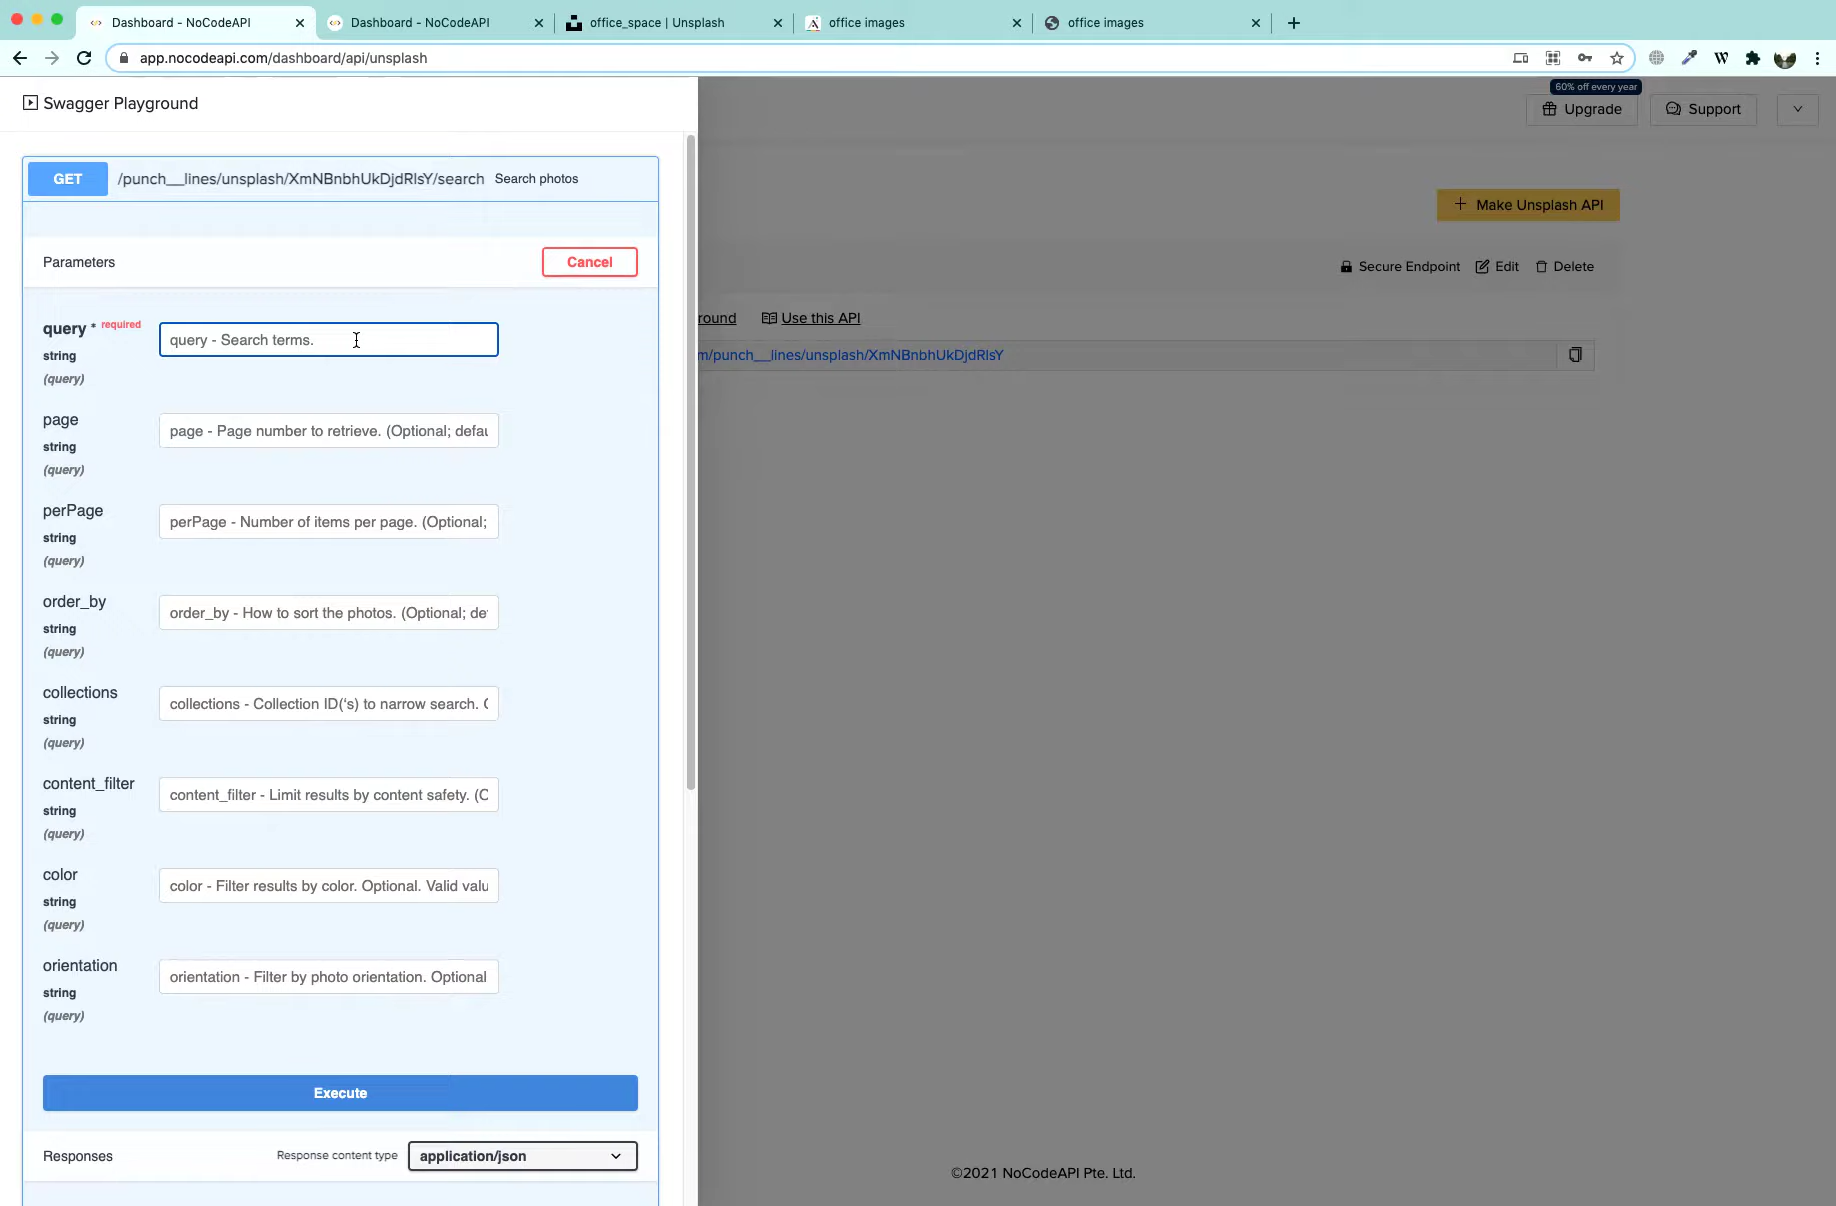 Dashboard - NoCodeAPI
Dashboard - NoCodeAPI
office_space | Unsplash
office images
office images
app.nocodeapi.com/dashboard/api/unsplash
W
Swagger Playground
60% off every year
Upgrade
Support
GET /punch__lines/unsplash/XmNBnbhUkDjdRlsY/search Search photos
+ Make Unsplash API
Parameters
Cancel
Secure Endpoint
Edit
Delete
round
Use this API
m/punch__lines/unsplash/XmNBnbhUkDjdRlsY
query * required
string
(query)
query - Search terms.
page
string
(query)
page - Page number to retrieve. (Optional; defau
perPage
string
(query)
perPage - Number of items per page. (Optional;
order_by
string
(query)
order_by - How to sort the photos. (Optional; de
collections
string
(query)
collections - Collection ID(‘s) to narrow search. O
content_filter
string
(query)
content_filter - Limit results by content safety. (O
color
string
(query)
color - Filter results by color. Optional. Valid valu
orientation
string
(query)
orientation - Filter by photo orientation. Optional
Execute
Responses
Response content type
application/json
©2021 NoCodeAPI Pte. Ltd.